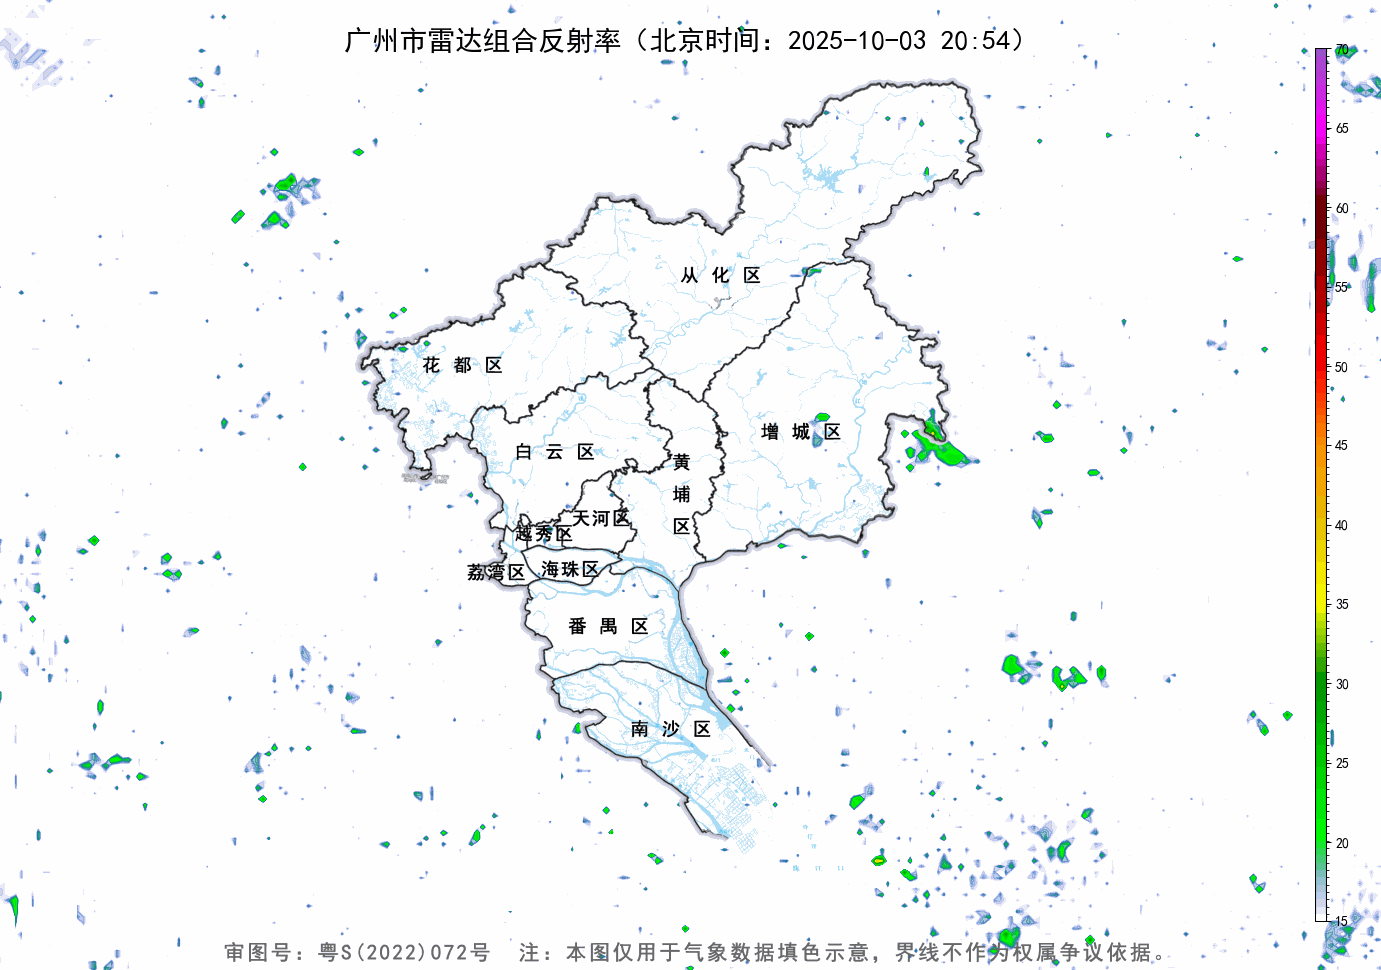 广州市雷达组合反射率（北京时间：2025-10-03 20:54）
70
65
60
55
50
45
40
35
30
25
20
15
从化区
花都区
增城区
白云区
黄埔区
天河区
越秀区
荔湾区
海珠区
番禺区
南沙区
审图号：粤S(2022)072号 注：本图仅用于气象数据填色示意，界线不作为权属争议依据。